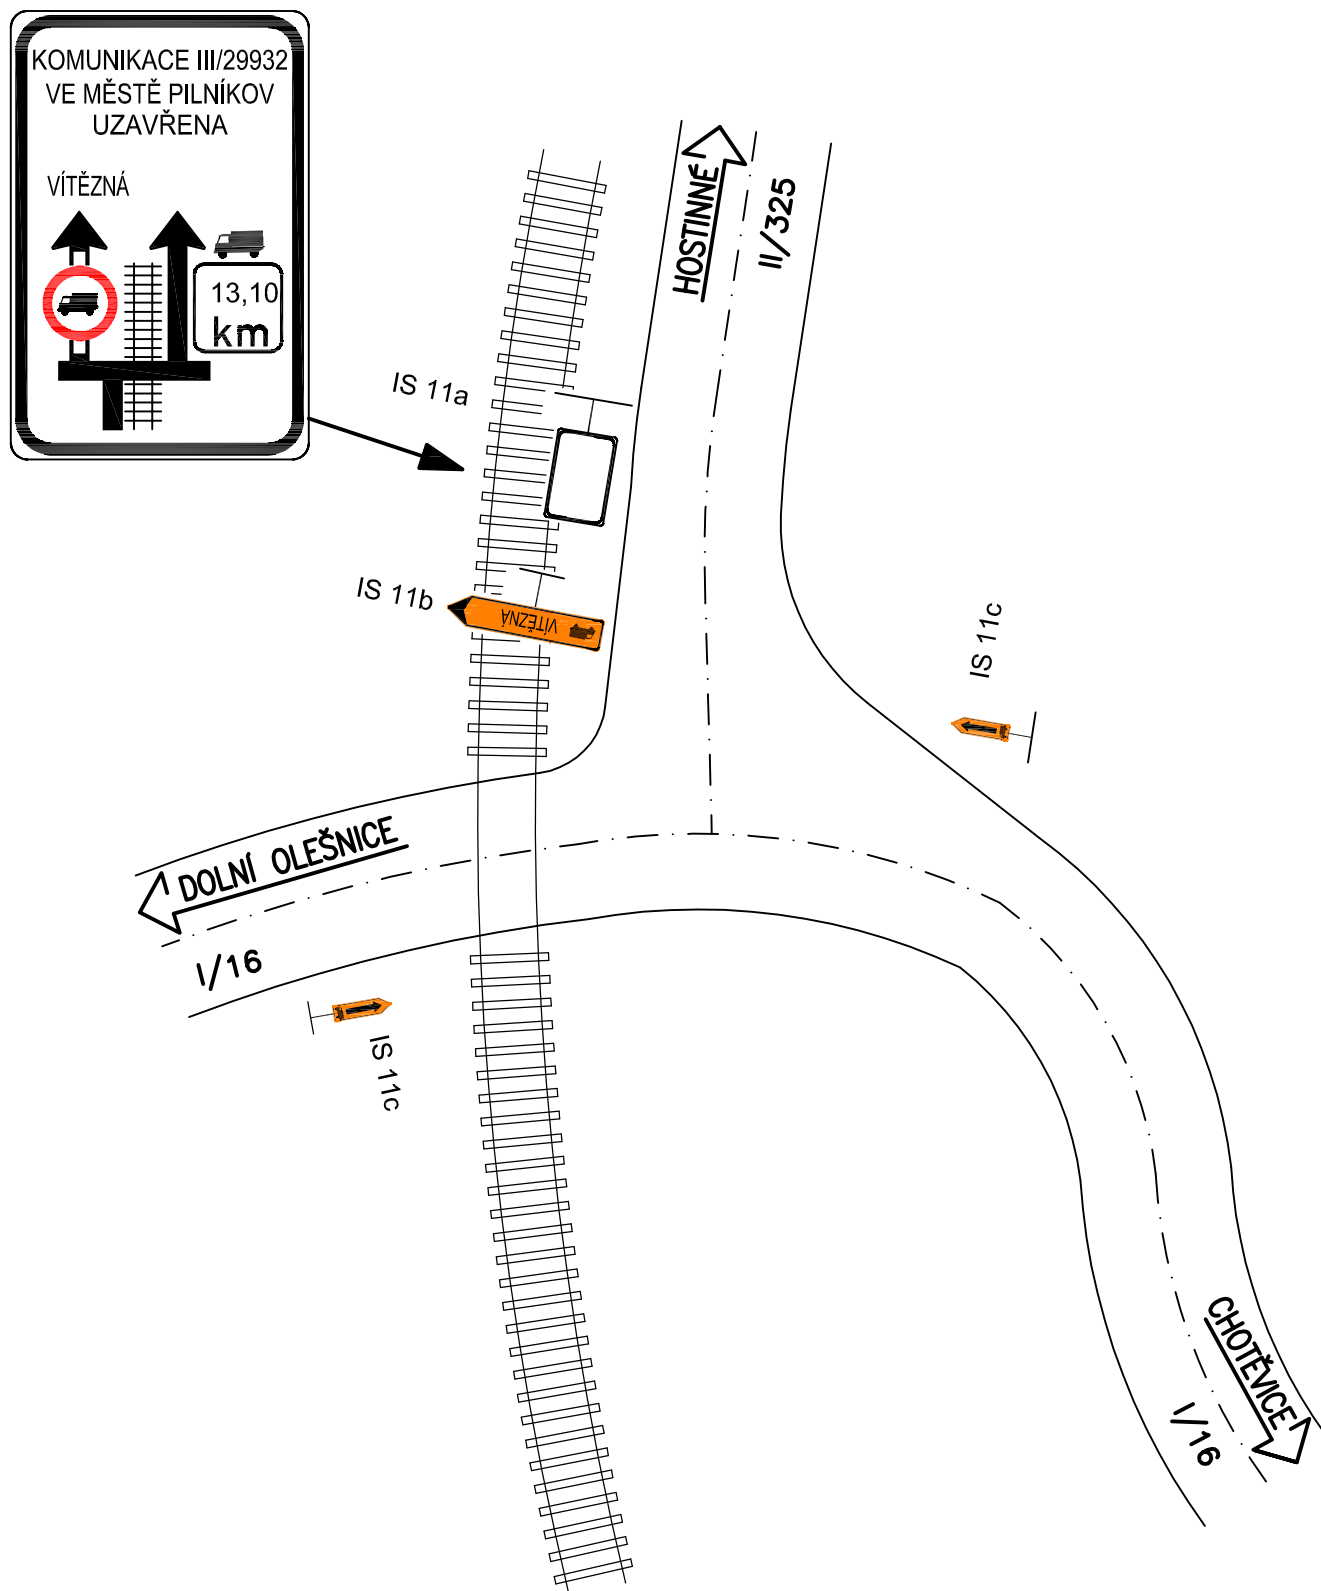 KOMUNIKACE III/29932
VE MĚSTĚ PILNÍKOV
UZAVŘENA
VÍTĚZNÁ
13,10
km
HOSTINNÉ
II/325
IS 11a
IS 11b
VÍTĚZNÁ
IS 11c
DOLNÍ OLEŠNICE
I/16
IS 11c
CHOTĚVICE
I/16